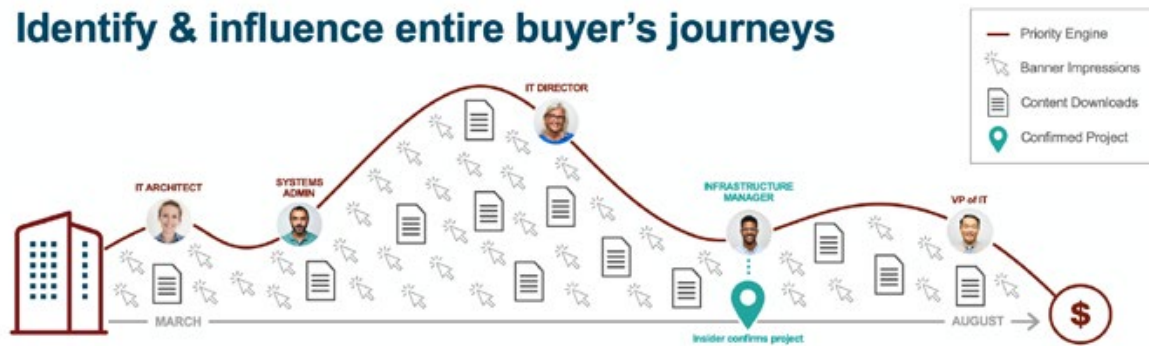 Identify & influence entire buyer's journeys
Priority Engine
Banner Impressions
Content Downloads
Confirmed Project
IT DIRECTOR
IT ARCHITECT
SYSTEMS
ADMIN
INFRASTRUCTURE
MANAGER
VP of IT
$
MARCH
AUGUST
Insider confirms project